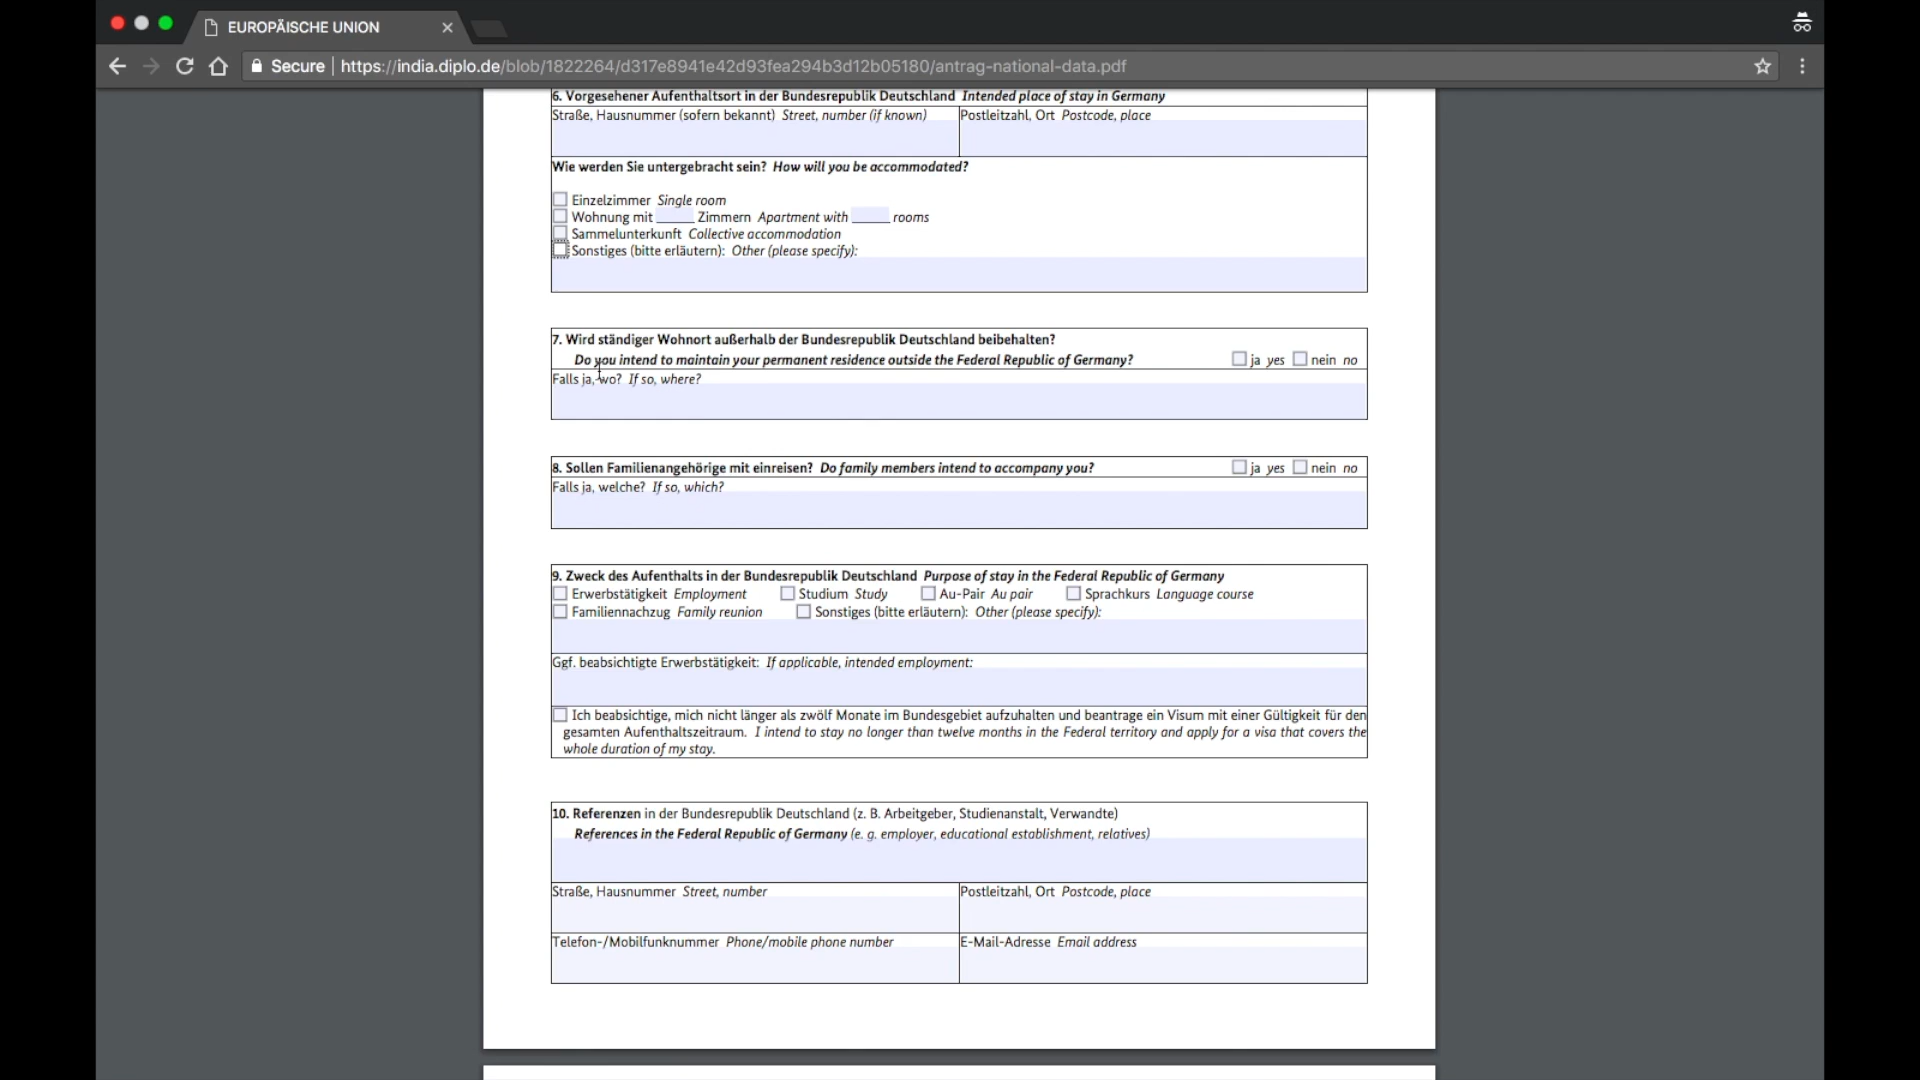 EUROPÄISCHE UNION
Secure | https://india.diplo.de/blob/1822264/d317e8941e42d93fea294b3d12b05180/antrag-national-data.pdf
6. Vorgesehener Aufenthaltsort in der Bundesrepublik Deutschland Intended place of stay in Germany
Straße, Hausnummer (sofern bekannt) Street, number (if known) Postleitzahl, Ort Postcode, place
Wie werden Sie untergebracht sein? How will you be accommodated?
Einzelzimmer Single room
Wohnung mit _____ Zimmern Apartment with _____ rooms
Sammelunterkunft Collective accommodation
Sonstiges (bitte erläutern): Other (please specify):
7. Wird ständiger Wohnort außerhalb der Bundesrepublik Deutschland beibehalten?
Do you intend to maintain your permanent residence outside the Federal Republic of Germany? ja yes nein no
Falls ja, wo? If so, where?
8. Sollen Familienangehörige mit einreisen? Do family members intend to accompany you? ja yes nein no
Falls ja, welche? If so, which?
9. Zweck des Aufenthalts in der Bundesrepublik Deutschland Purpose of stay in the Federal Republic of Germany
Erwerbstätigkeit Employment Studium Study Au-Pair Au pair Sprachkurs Language course
Familiennachzug Family reunion Sonstiges (bitte erläutern): Other (please specify):
Ggf. beabsichtigte Erwerbstätigkeit: If applicable, intended employment:
Ich beabsichtige, mich nicht länger als zwölf Monate im Bundesgebiet aufzuhalten und beantrage ein Visum mit einer Gültigkeit für den
gesamten Aufenthaltszeitraum. I intend to stay no longer than twelve months in the Federal territory and apply for a visa that covers the
whole duration of my stay.
10. Referenzen in der Bundesrepublik Deutschland (z. B. Arbeitgeber, Studienanstalt, Verwandte)
References in the Federal Republic of Germany (e. g. employer, educational establishment, relatives)
Straße, Hausnummer Street, number Postleitzahl, Ort Postcode, place
Telefon-/Mobilfunknummer Phone/mobile phone number E-Mail-Adresse Email address